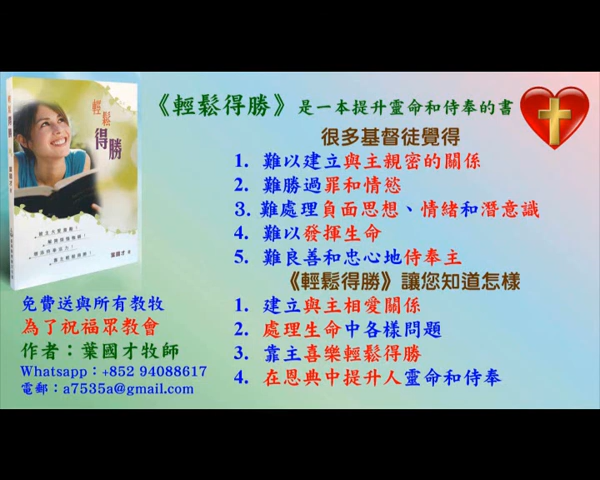 《輕鬆得勝》是一本提升靈命和侍奉的書
很多基督徒覺得
1. 難以建立與主親密的關係
2. 難勝過罪和情慾
3. 難處理負面思想、情緒和潛意識
4. 難以發揮生命
5. 難良善和忠心地侍奉主
《輕鬆得勝》讓您知道怎樣
1. 建立與主相愛關係
2. 處理生命中各樣問題
3. 靠主喜樂輕鬆得勝
4. 在恩典中提升人靈命和侍奉
輕鬆
得勝
葉國才 著
免費送與所有教牧
為了祝福眾教會
作者：葉國才牧師
Whatsapp：+852 94088617
電郵：a7535a@gmail.com